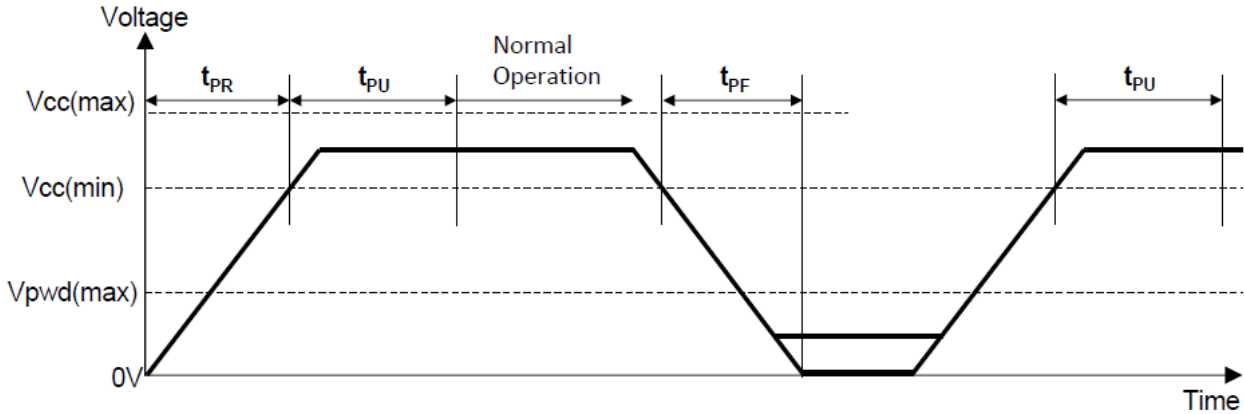 Voltage
Normal
Operation
tPR
tPU
tPF
tPU
Vcc(max)
Vcc(min)
Vpwd(max)
0V
Time